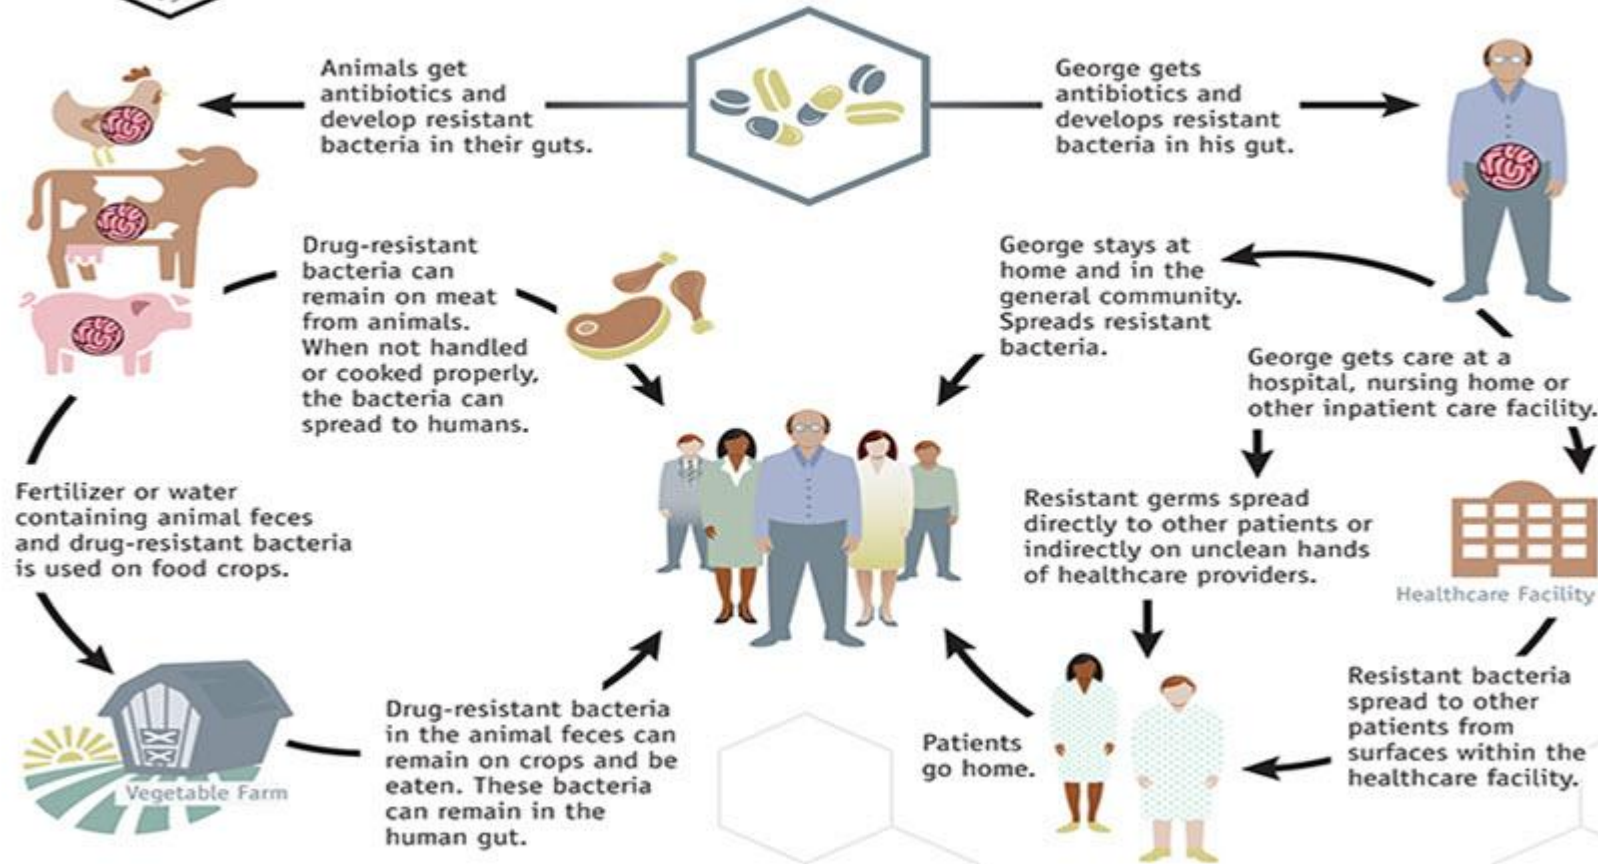 Animals get
antibiotics and
develop resistant
bacteria in their guts.
George gets
antibiotics and
develops resistant
bacteria in his gut.
Drug-resistant
bacteria can
remain on meat
from animals.
When not handled
or cooked properly,
the bacteria can
spread to humans.
George stays at
home and in the
general community.
Spreads resistant
bacteria.
George gets care at a
hospital, nursing home or
other inpatient care facility.
Fertilizer or water
containing animal feces
and drug-resistant bacteria
is used on food crops.
Resistant germs spread
directly to other patients or
indirectly on unclean hands
of healthcare providers.
Healthcare Facility
Vegetable Farm
Drug-resistant bacteria
in the animal feces can
remain on crops and be
eaten. These bacteria
can remain in the
human gut.
Patients
go home.
Resistant bacteria
spread to other
patients from
surfaces within the
healthcare facility.